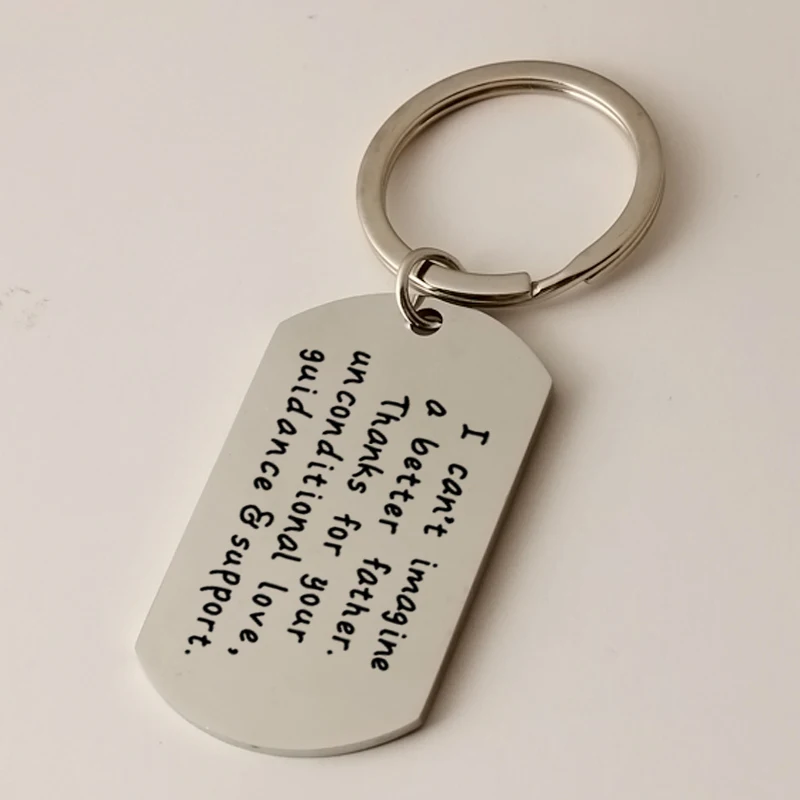 I can't imagine
a better father.
Thanks for your
unconditional love,
guidance & support.